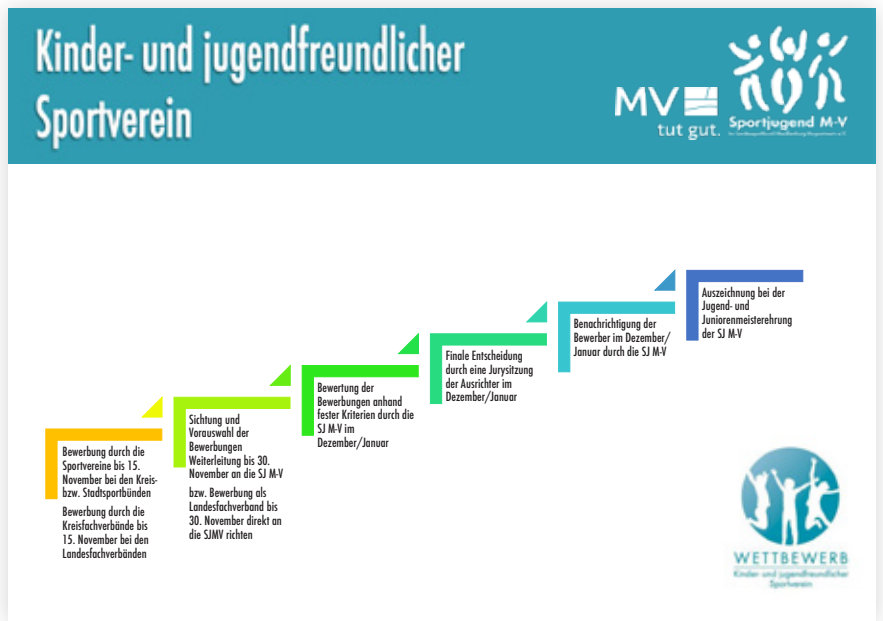 Kinder- und jugendfreundlicher
Sportverein
MV
tut gut.
Sportjugend M-V
Bewerbung durch die
Sportvereine bis 15.
November bei den Kreis-
bzw. Stadtsportbünden
Bewerbung durch die
Kreisfachverbände bis
15. November bei den
Landesfachverbänden
Sichtung und
Vorauswahl der
Bewerbungen
Weiterleitung bis 30.
November an die SJ M-V
bzw. Bewerbung als
Landesfachverband bis
30. November direkt an
die SJMV richten
Bewertung der
Bewerbungen anhand
fester Kriterien durch die
SJ M-V im
Dezember/Januar
Finale Entscheidung
durch eine Jurysitzung
der Ausrichter im
Dezember/Januar
Benachrichtigung der
Bewerber im Dezember/
Januar durch die SJ M-V
Auszeichnung bei der
Jugend- und
Juniorenmeisterehrung
der SJ M-V
WETTBEWERB
Kinder- und jugendfreundlicher
Sportverein